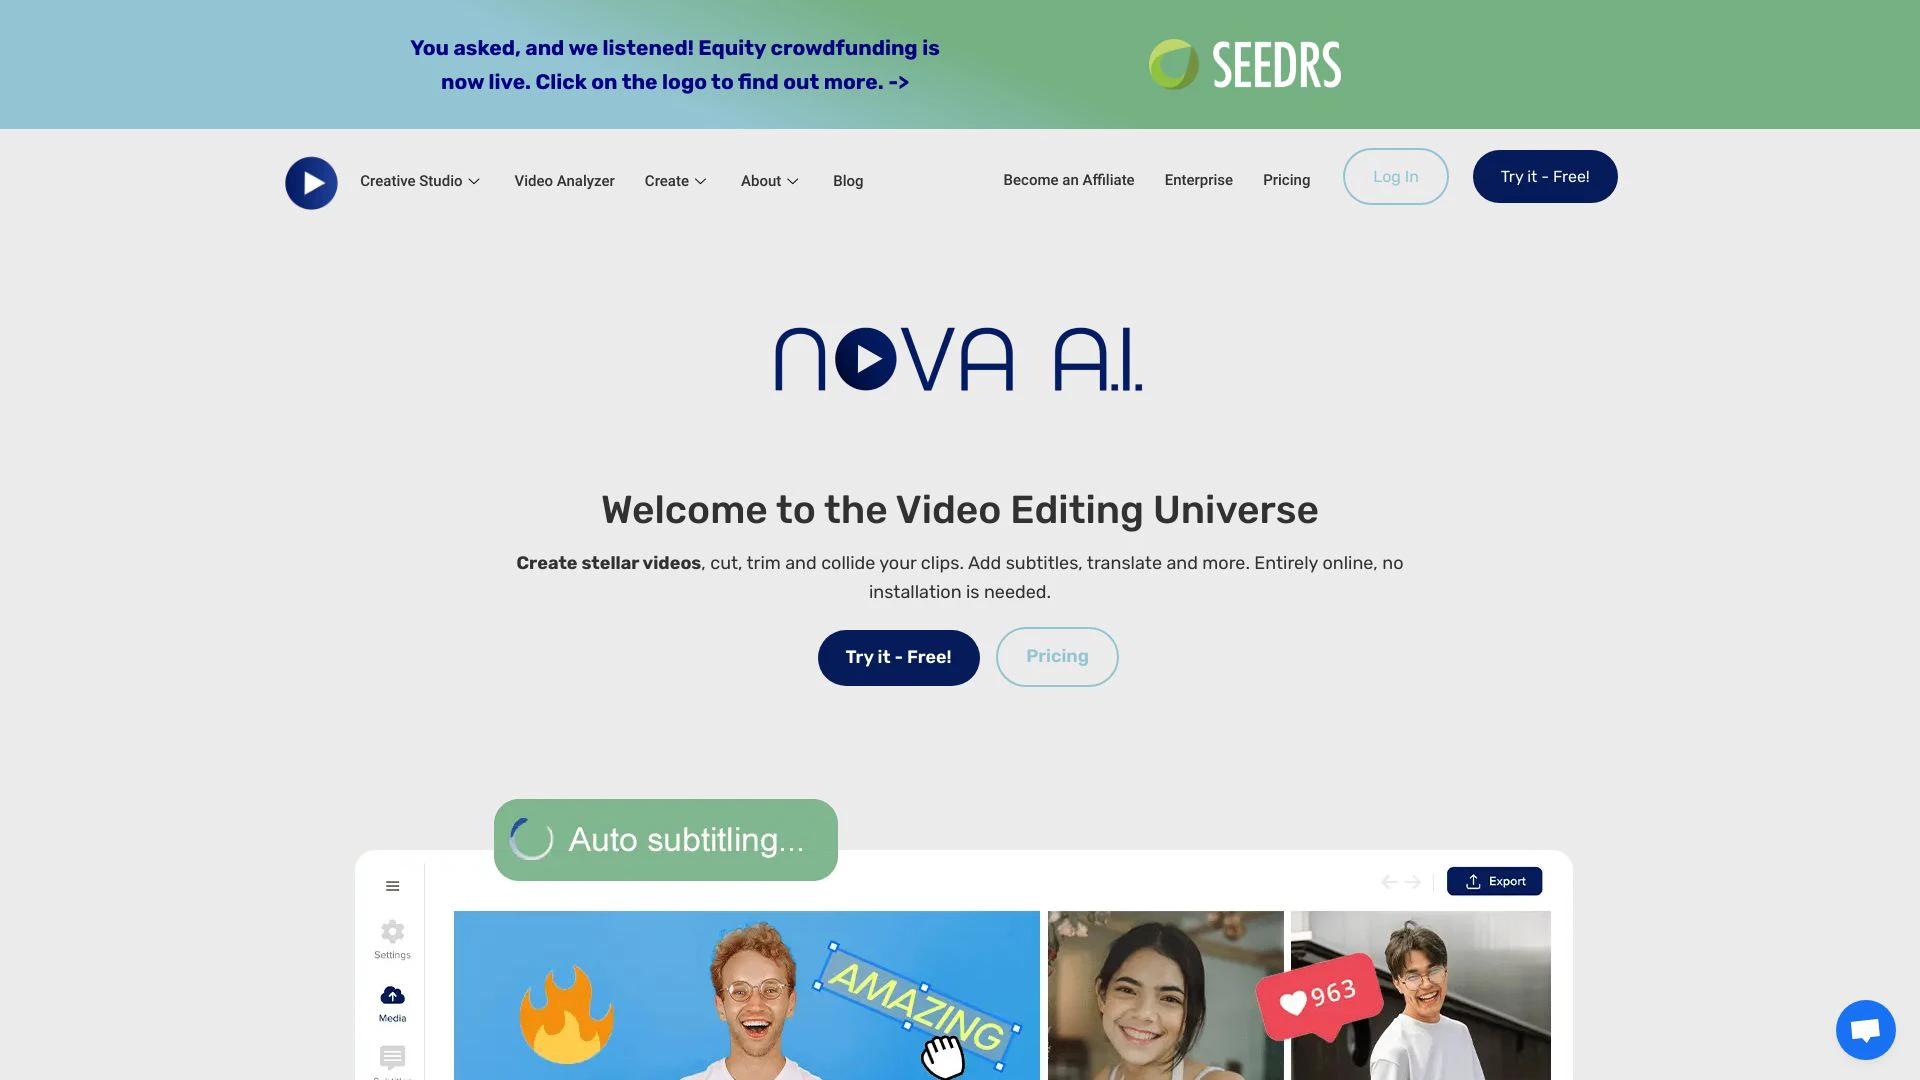 You asked, and we listened! Equity crowdfunding is
now live. Click on the logo to find out more. ->
SEEDRS
Creative Studio
Video Analyzer
Create
About
Blog
Become an Affiliate
Enterprise
Pricing
Log In
Try it - Free!
NOVA A.I.
Welcome to the Video Editing Universe
Create stellar videos, cut, trim and collide your clips. Add subtitles, translate and more. Entirely online, no
installation is needed.
Try it - Free!
Pricing
Auto subtitling...
Export
Settings
Media
AMAZING
963